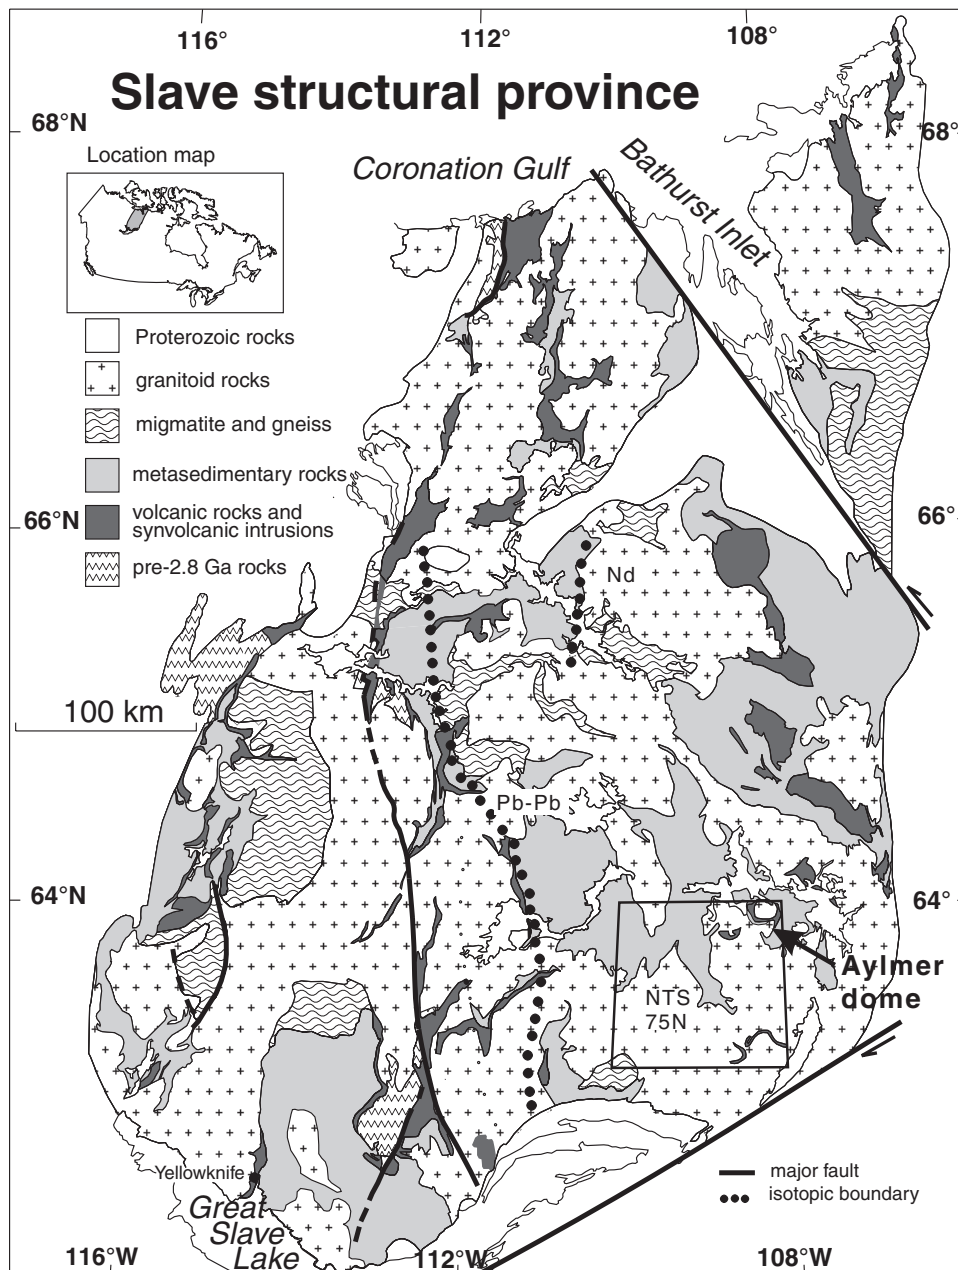 116°
112°
108°
Slave structural province
68°N
68°
Location map
Coronation Gulf
Bathurst Inlet
Proterozoic rocks
granitoid rocks
migmatite and gneiss
metasedimentary rocks
volcanic rocks and
synvolcanic intrusions
pre-2.8 Ga rocks
66°N
66°
Nd
100 km
Pb-Pb
64°N
64°
Aylmer
dome
NTS
75N
Yellowknife
Great
Slave
Lake
major fault
isotopic boundary
116°W
112°W
108°W